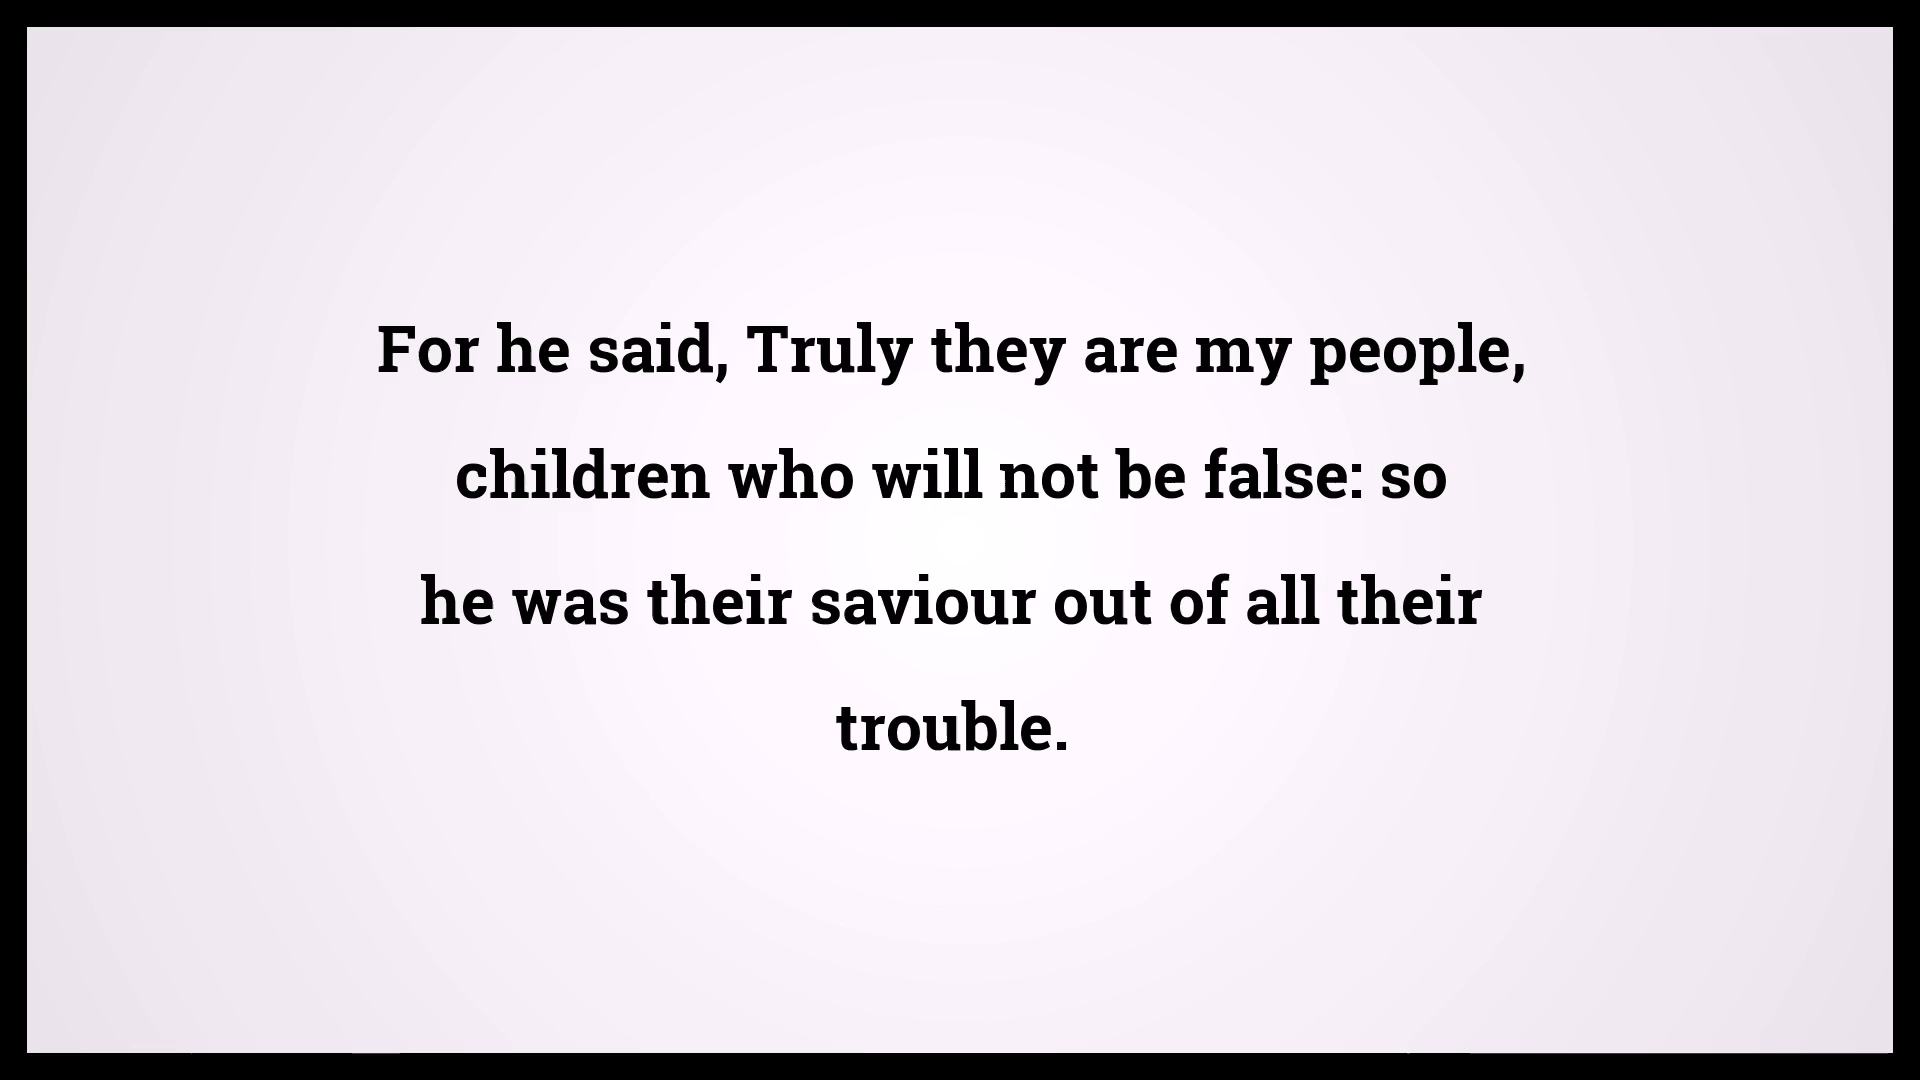 For he said, Truly they are my people,
children who will not be false: so
he was their saviour out of all their
trouble.